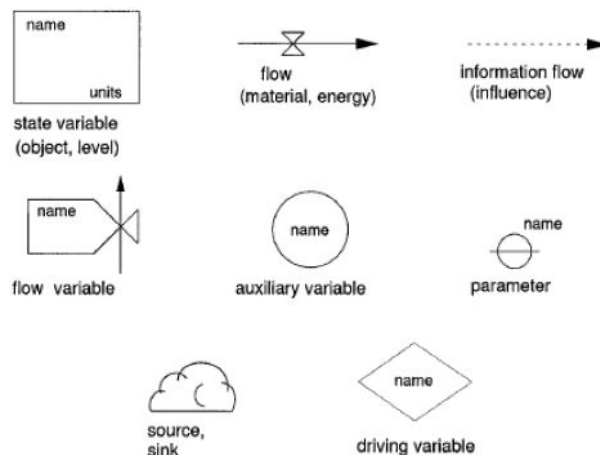 name
units
state variable
(object, level)
flow
(material, energy)
information flow
(influence)
name
flow variable
name
auxiliary variable
name
parameter
source,
sink
name
driving variable